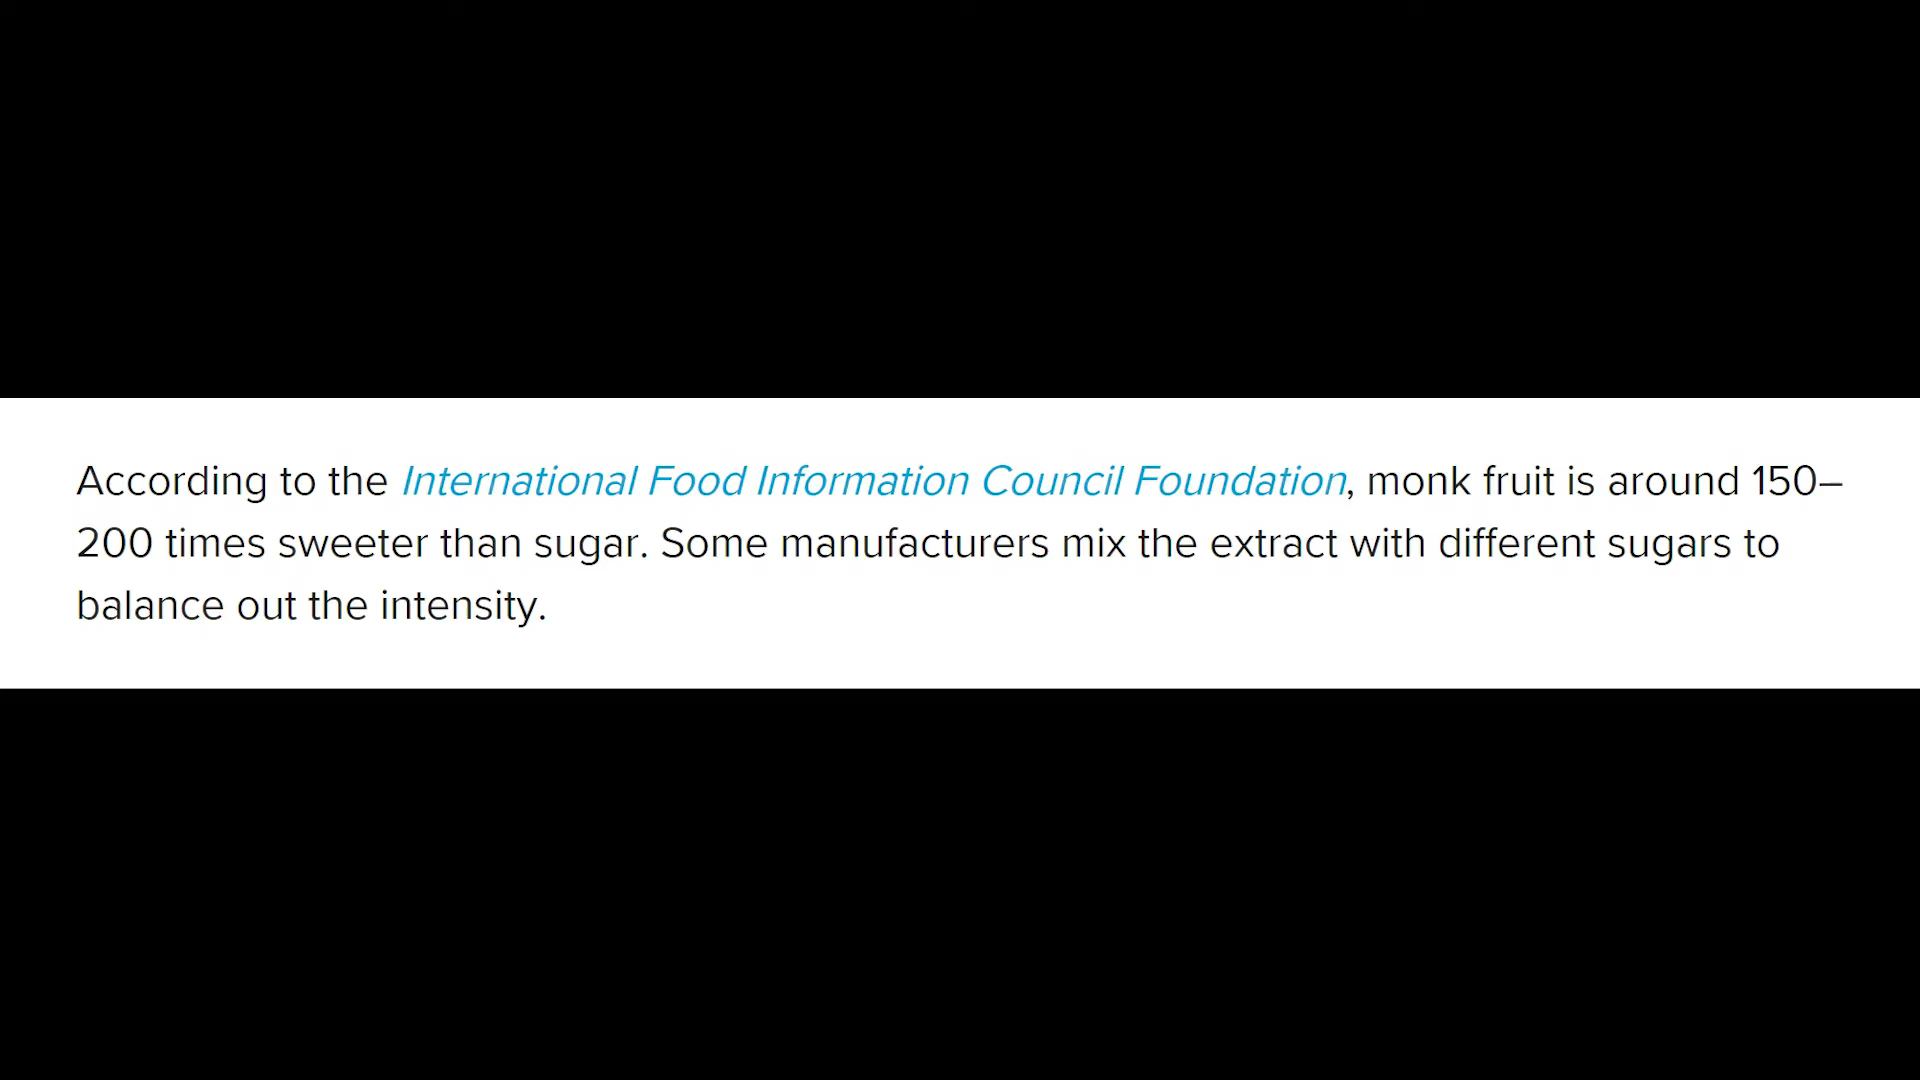 According to the International Food Information Council Foundation, monk fruit is around 150–
200 times sweeter than sugar. Some manufacturers mix the extract with different sugars to
balance out the intensity.